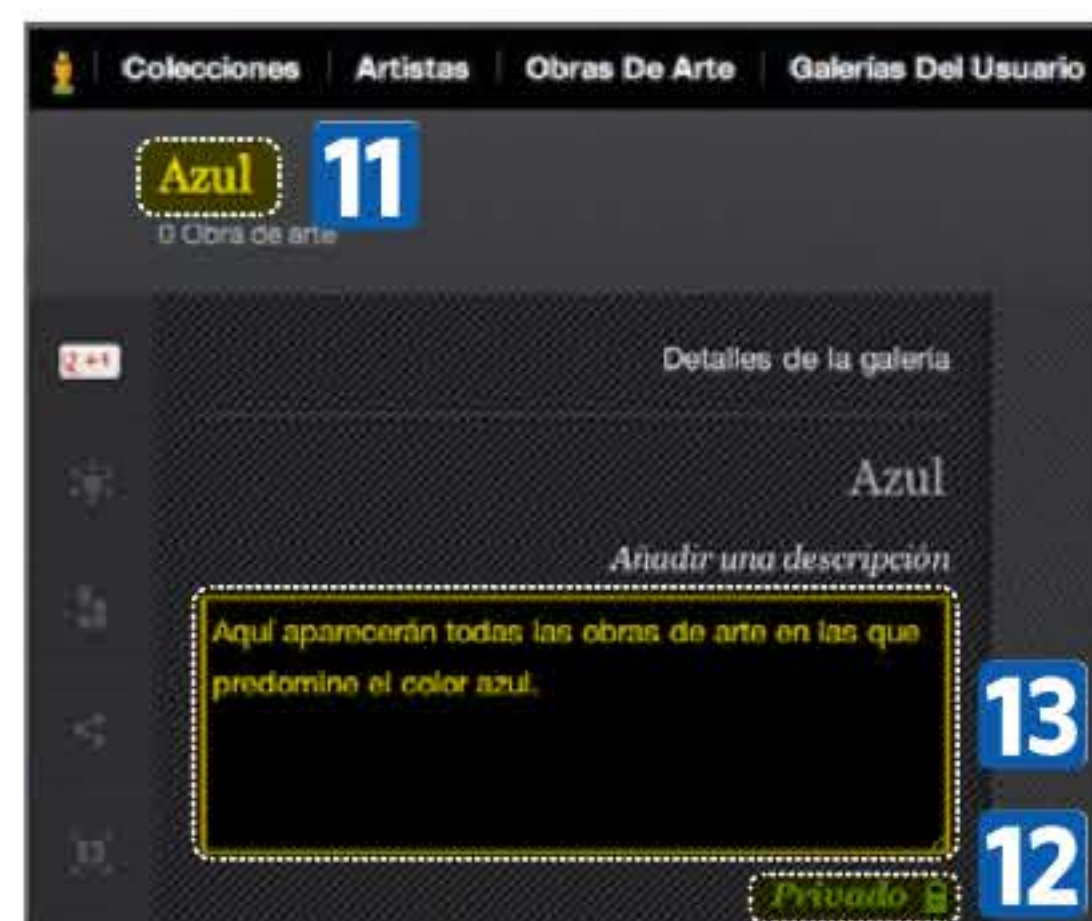 Colecciones Artistas Obras De Arte Galerías Del Usuario
Azul 11
0 Obra de arte
Detalles de la galería
Azul
Añadir una descripción
Aquí aparecerán todas las obras de arte en las que
predomine el color azul.
13
Privado 12